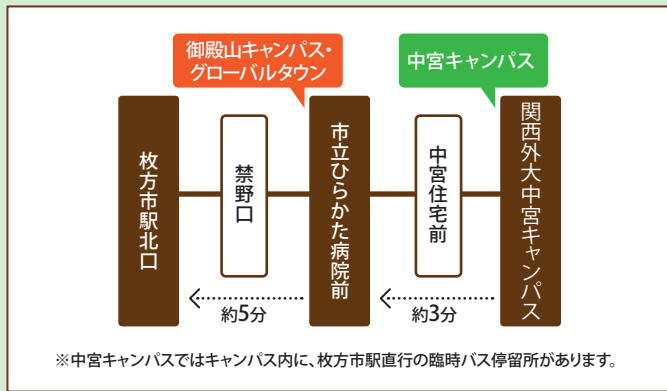 御殿山キャンパス・
グローバルタウン
中宮キャンパス
枚方市駅北口
禁野口
市立ひらかた病院前
中宮住宅前
関西外大中宮キャンパス
約5分
約3分
※中宮キャンパスではキャンパス内に、枚方市駅直行の臨時バス停留所があります。